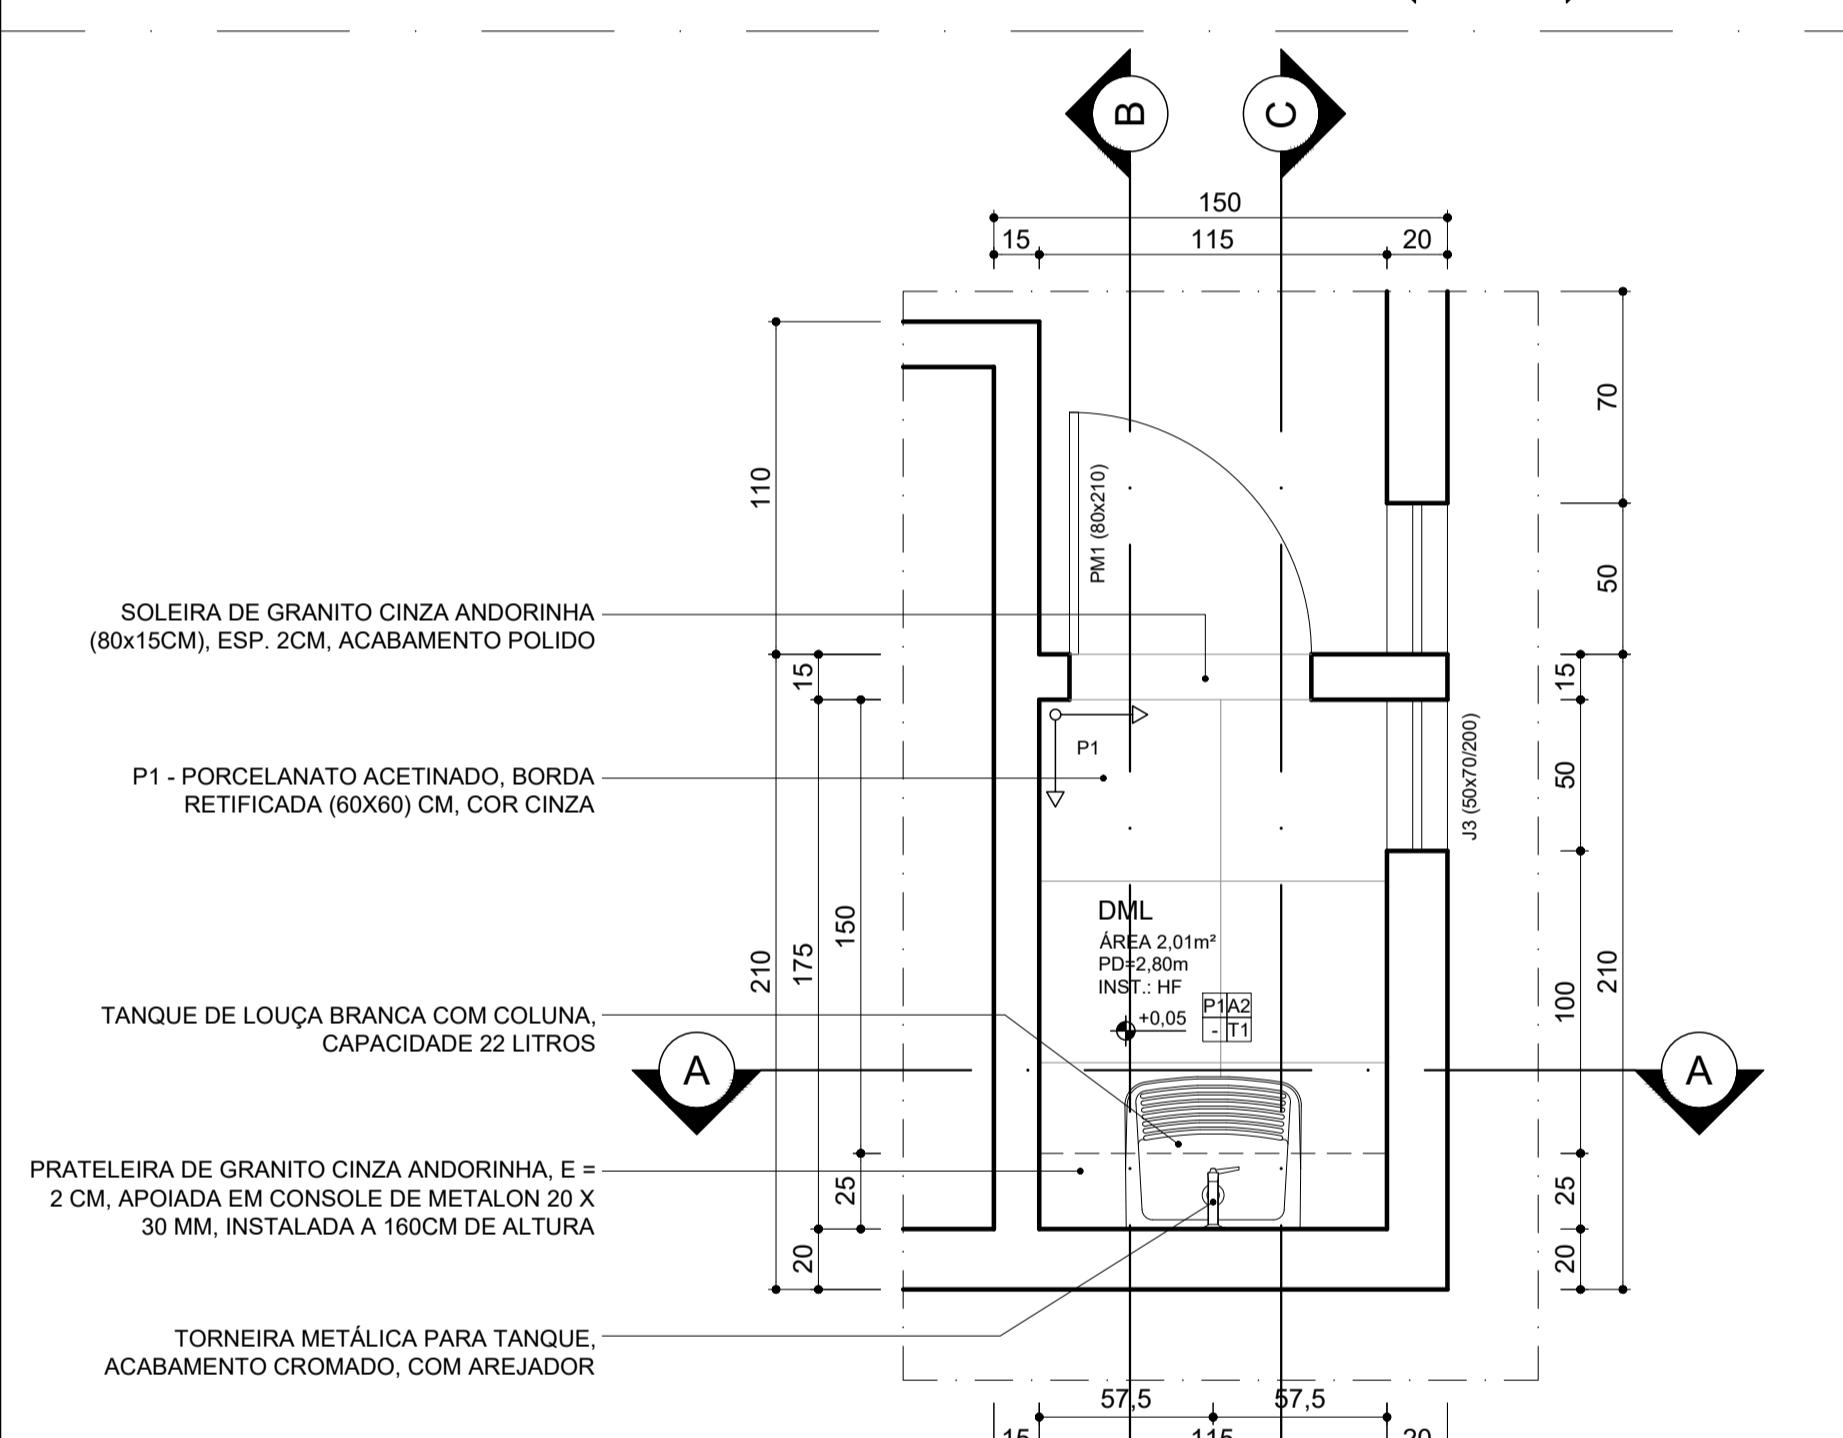 B
C
150
15
115
20
110
70
PM1 (80x210)
50
SOLEIRA DE GRANITO CINZA ANDORINHA
(80x15CM), ESP. 2CM, ACABAMENTO POLIDO
15
15
P1
P1 - PORCELANATO ACETINADO, BORDA
RETIFICADA (60X60) CM, COR CINZA
50
J3 (50x70/200)
210
175
150
DML
ÁREA 2,01m²
PD=2,80m
INST.: HF
+0,05
P1 A2
- T1
100
210
TANQUE DE LOUÇA BRANCA COM COLUNA,
CAPACIDADE 22 LITROS
A
A
PRATELEIRA DE GRANITO CINZA ANDORINHA, E =
2 CM, APOIADA EM CONSOLE DE METALON 20 X
30 MM, INSTALADA A 160CM DE ALTURA
25
25
20
20
TORNEIRA METÁLICA PARA TANQUE,
ACABAMENTO CROMADO, COM AREJADOR
57,5
57,5
15
115
20